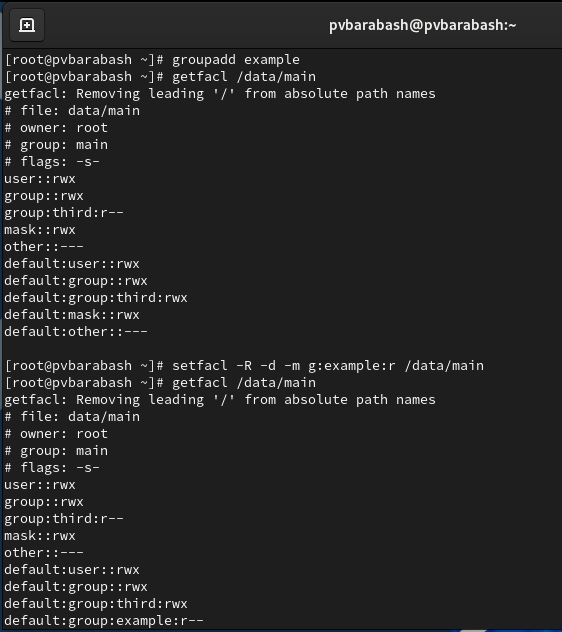 pvbarabash@pvbarabash:~
[root@pvbarabash ~]# groupadd example
[root@pvbarabash ~]# getfacl /data/main
getfacl: Removing leading '/' from absolute path names
# file: data/main
# owner: root
# group: main
# flags: -s-
user::rwx
group::rwx
group:third:r--
mask::rwx
other::---
default:user::rwx
default:group::rwx
default:group:third:rwx
default:mask::rwx
default:other::---
[root@pvbarabash ~]# setfacl -R -d -m g:example:r /data/main
[root@pvbarabash ~]# getfacl /data/main
getfacl: Removing leading '/' from absolute path names
# file: data/main
# owner: root
# group: main
# flags: -s-
user::rwx
group::rwx
group:third:r--
mask::rwx
other::---
default:user::rwx
default:group::rwx
default:group:third:rwx
default:group:example:r--